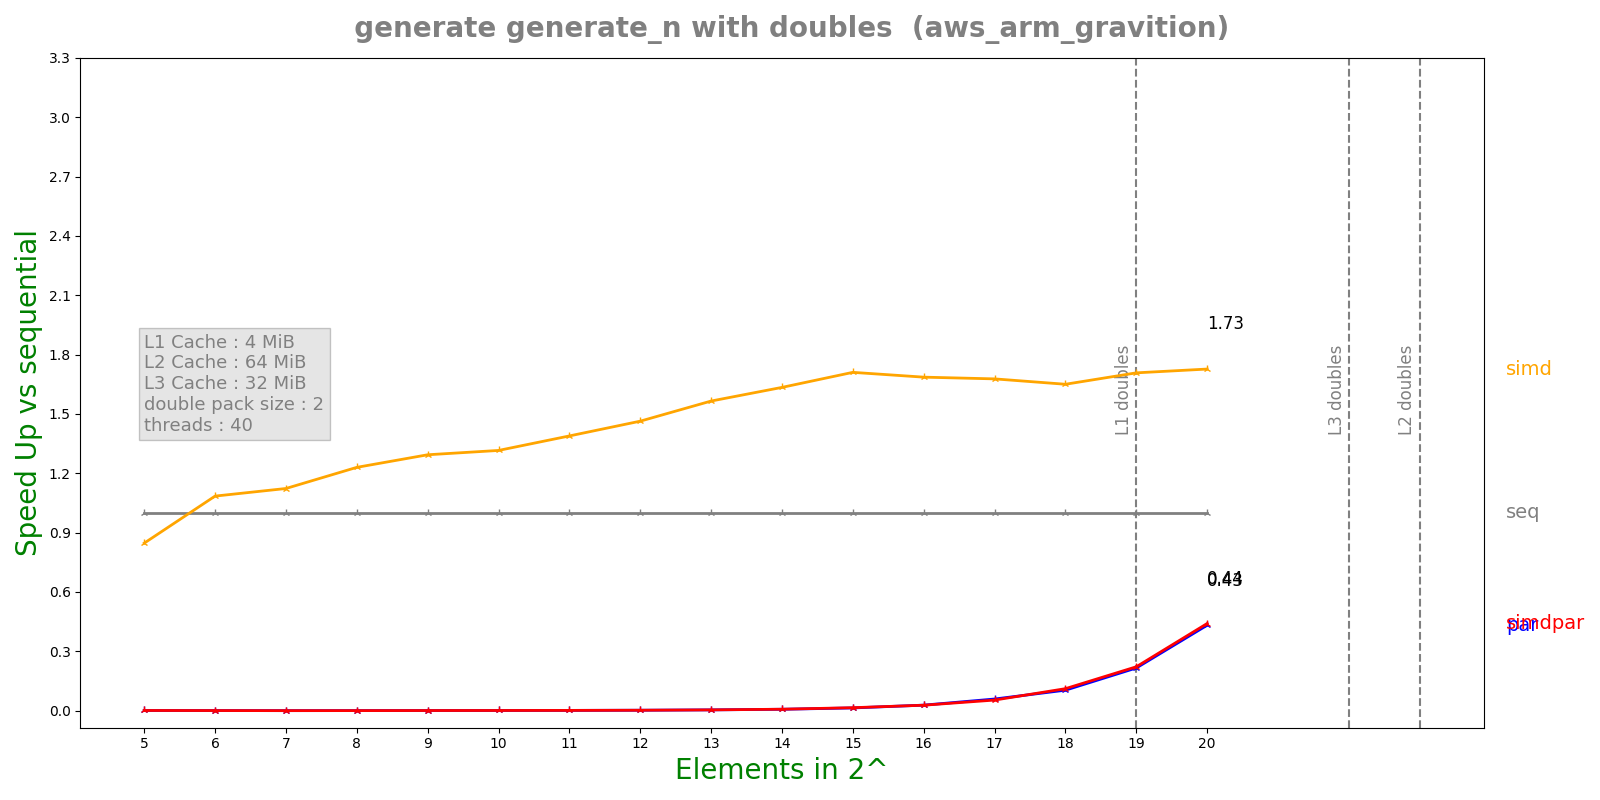 generate generate_n with doubles  (aws_arm_gravition)
Speed Up vs sequential
3.3
3.0
2.7
2.4
2.1
1.8
1.5
1.2
0.9
0.6
0.3
0.0
L1 Cache : 4 MiB
L2 Cache : 64 MiB
L3 Cache : 32 MiB
double pack size : 2
threads : 40
L1 doubles
L3 doubles
L2 doubles
1.73
0.44
0.43
simd
seq
par
simdpar
5 6 7 8 9 10 11 12 13 14 15 16 17 18 19 20
Elements in 2^